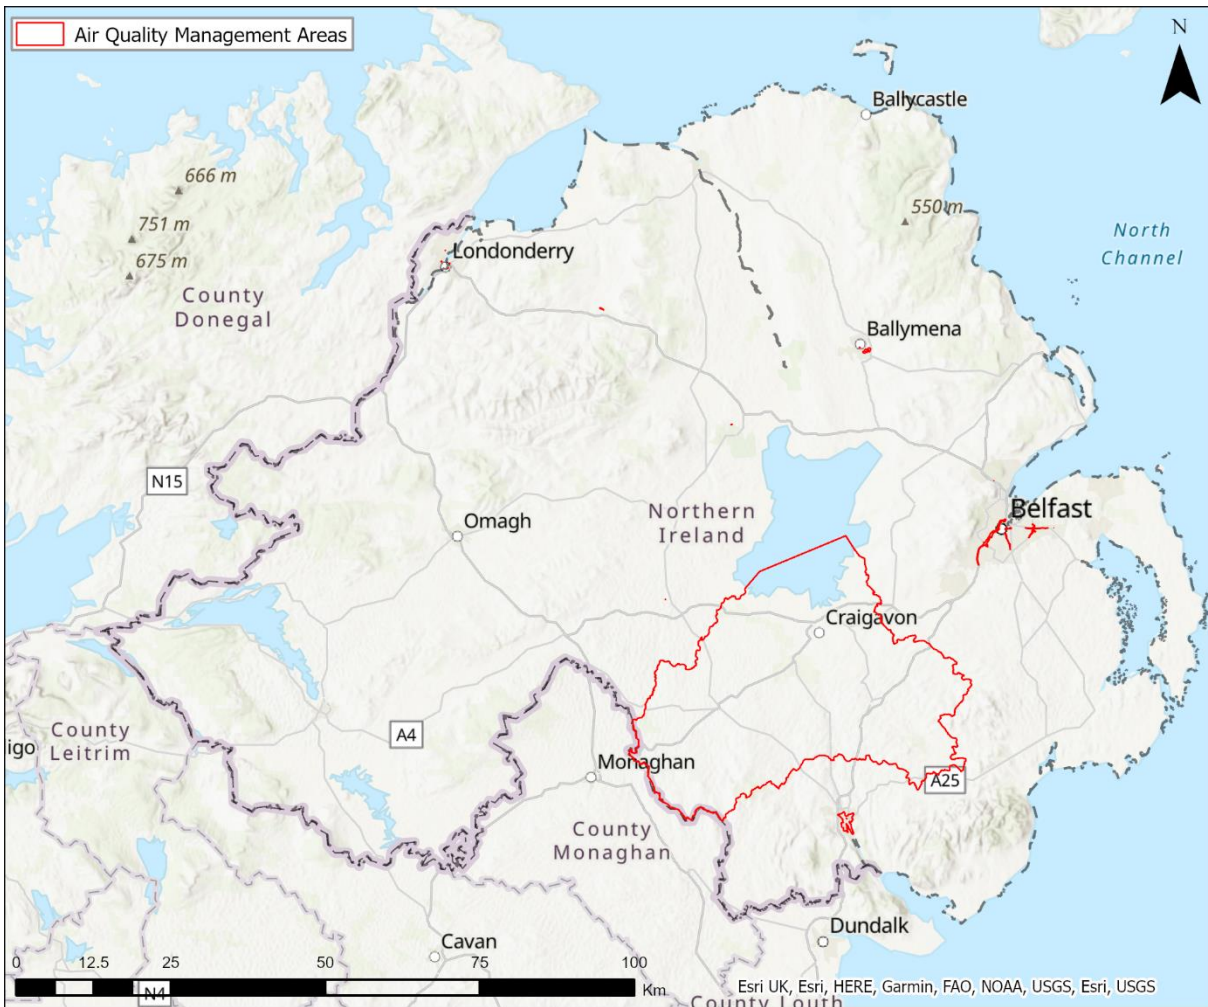 Air Quality Management Areas
N
Ballycastle
666 m
751 m
550 m
North
Channel
Londonderry
675 m
County
Donegal
Ballymena
N15
Belfast
Omagh
Northern
Ireland
Craigavon
County
Leitrim
igo
A4
Monaghan
A25
County
Monaghan
Dundalk
Cavan
0
12.5
25
50
75
100
Km
N4
County Louth
Esri UK, Esri, HERE, Garmin, FAO, NOAA, USGS, Esri, USGS